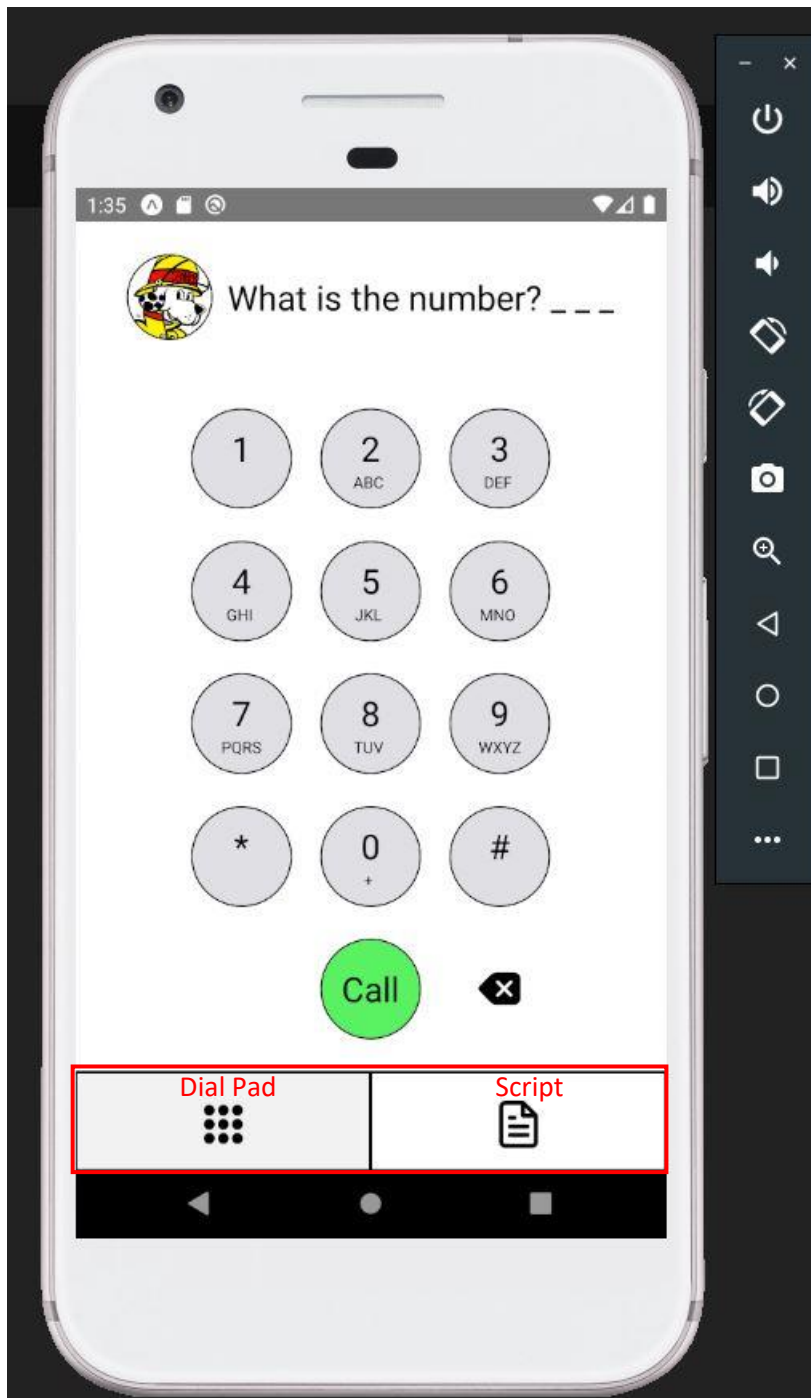 1:35
What is the number? _ _ _
1 2 3
ABC DEF
4 5 6
GHI JKL MNO
7 8 9
PQRS TUV WXYZ
* 0 #
+
Call
Dial Pad Script